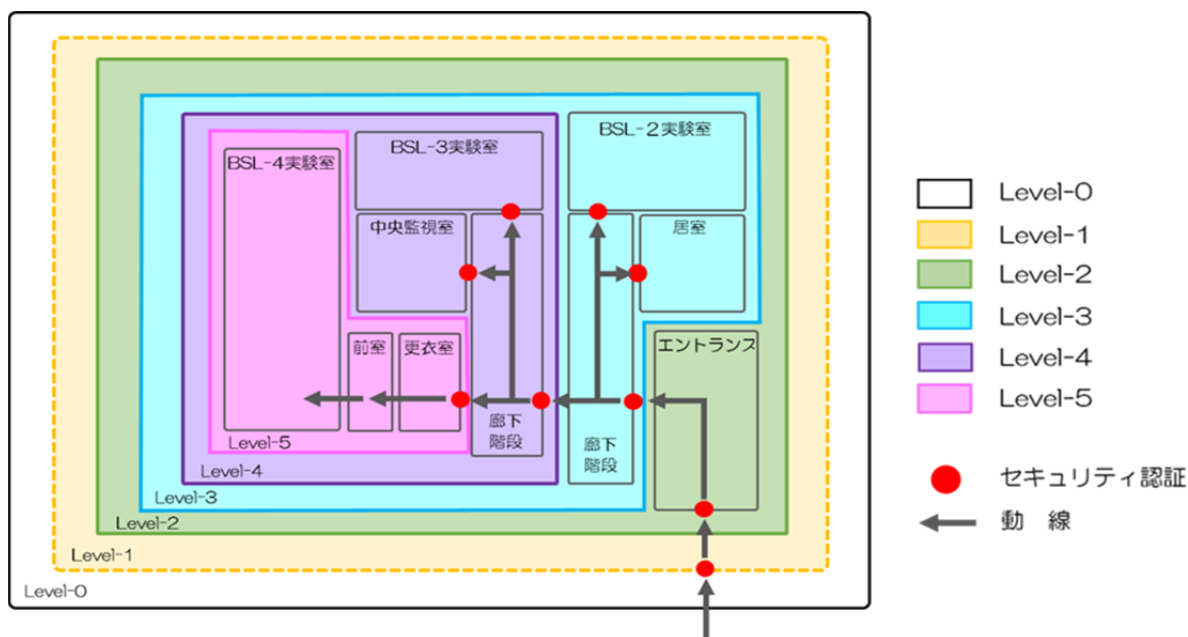 BSL-4実験室
BSL-3実験室
BSL-2実験室
中央監視室
居室
前室
更衣室
エントランス
廊下
階段
廊下
階段
Level-5
Level-4
Level-3
Level-2
Level-1
Level-0
Level-0
Level-1
Level-2
Level-3
Level-4
Level-5
セキュリティ認証
動　線